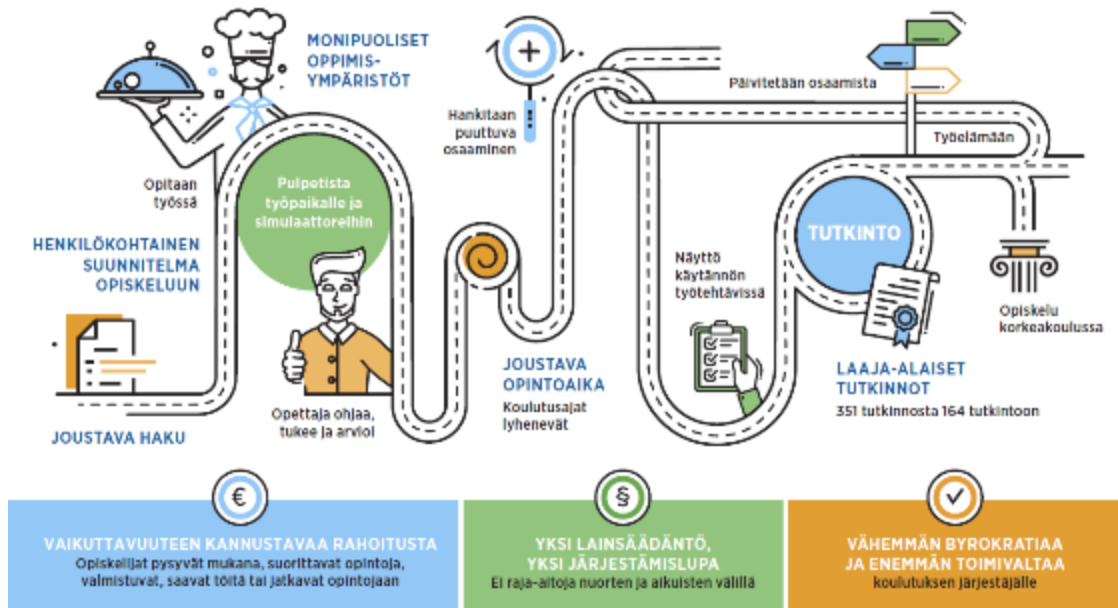 MONIPUOLISET
OPPIMIS-
YMPÄRISTÖT
Opitaan
työssä
Pulpetista
työpaikalle ja
simulaattoreihin
HENKILÖKOHTAINEN
SUUNNITELMA
OPISKELUUN
JOUSTAVA HAKU
Opettaja ohjaa,
tukee ja arvioi
Hankitaan
puuttuva
osaaminen
JOUSTAVA
OPINTOAIKA
Koulutusajat
lyhenevät
Näyttö
käytännön
työtehtävissä
Päivitetään osaamista
Työelämään
TUTKINTO
Opiskelu
korkeakoulussa
LAAJA-ALAISET
TUTKINNOT
351 tutkinnosta 164 tutkintoon
€
VAIKUTTAVUUTEEN KANNUSTAVAA RAHOITUSTA
Opiskelijat pysyvät mukana, suorittavat opintoja,
valmistuvat, saavat töitä tai jatkavat opintojaan
§
YKSI LAINSÄÄDÄNTÖ,
YKSI JÄRJESTÄMISLUPA
Ei raja-aitoja nuorten ja aikuisten välillä
VÄHEMMÄN BYROKRATIAA
JA ENEMMÄN TOIMIVALTAA
koulutuksen järjestäjälle